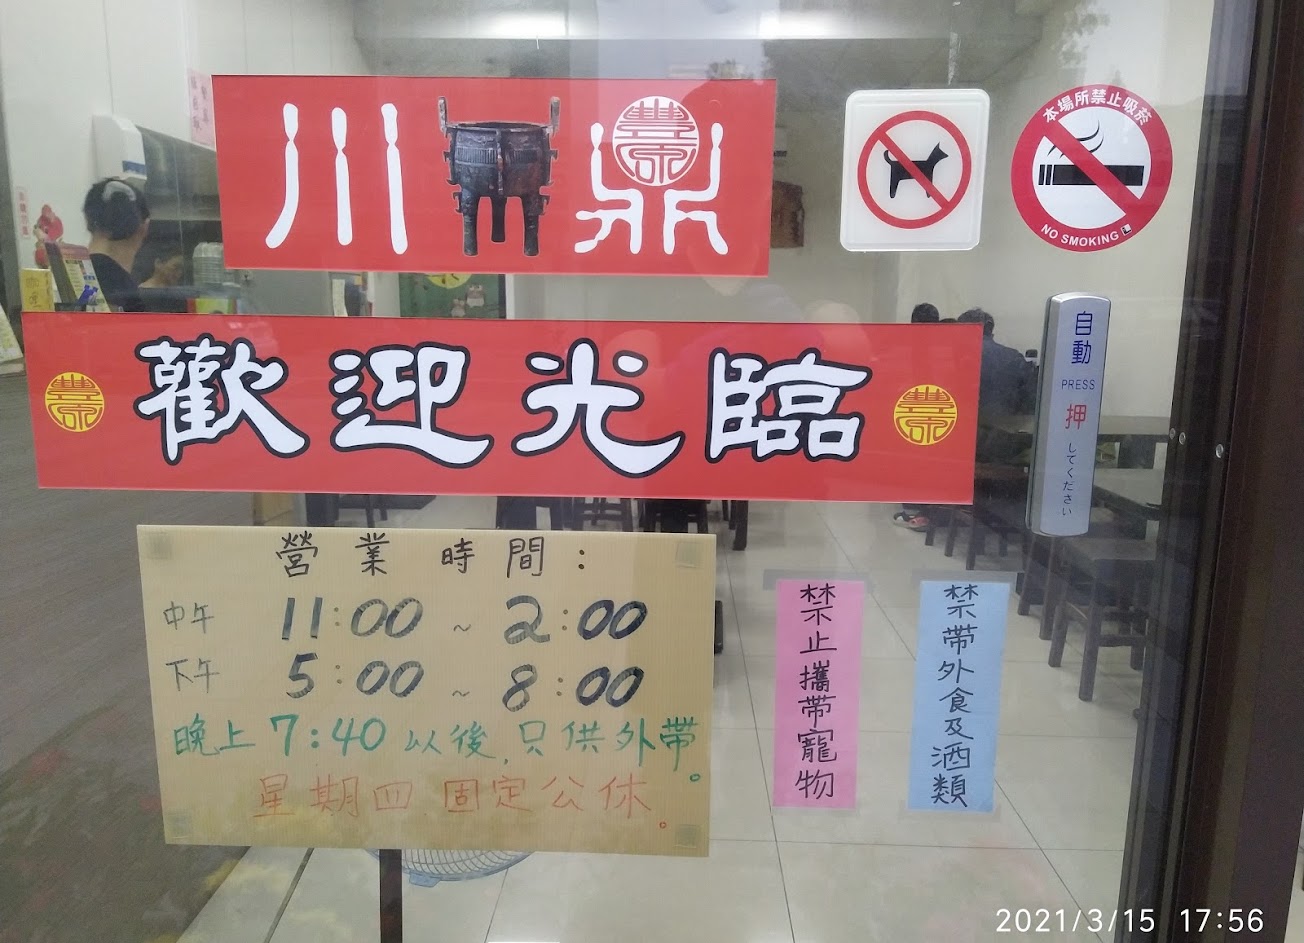 川鼎
豐
本場所禁止吸菸
NO SMOKING
歡迎光臨
自動
PRESS
押
してください
營業時間：
中午 11:00 ~ 2:00
下午 5:00 ~ 8:00
晚上7:40以後,只供外帶。
星期四 固定公休。
禁止攜帶寵物
禁帶外食及酒類
2021/3/15 17:56